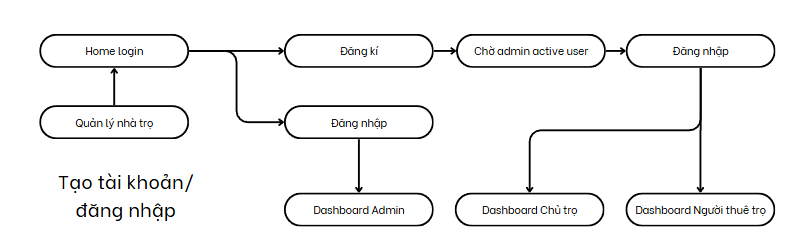 Home login
Đăng kí
Chờ admin active user
Đăng nhập
Quản lý nhà trọ
Đăng nhập
Tạo tài khoản/
đăng nhập
Dashboard Admin
Dashboard Chủ trọ
Dashboard Người thuê trọ